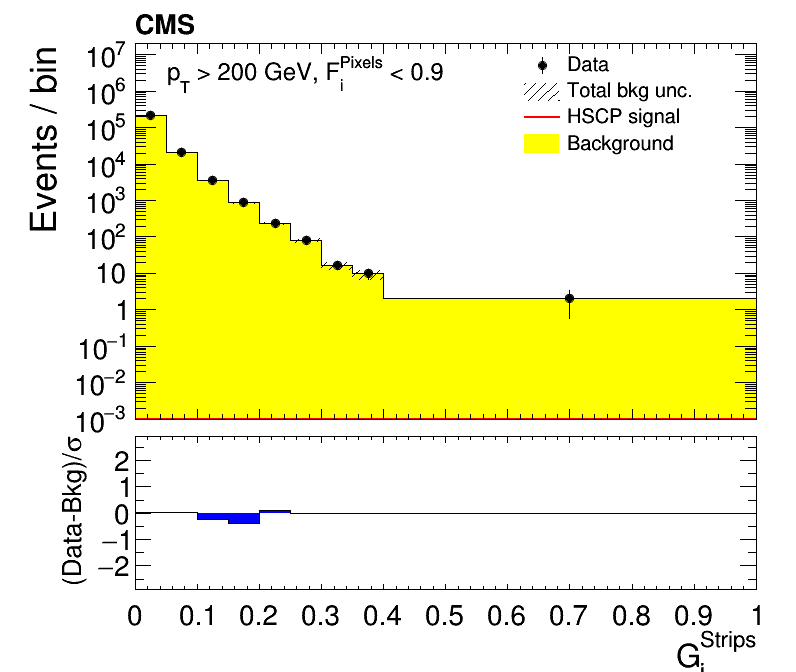 CMS
p_T > 200 GeV, F_i^Pixels < 0.9
Data
Total bkg unc.
HSCP signal
Background
Events / bin
10^7
10^6
10^5
10^4
10^3
10^2
10
1
10^−1
10^−2
10^−3
(Data-Bkg)/σ
2
1
0
−1
−2
0 0.1 0.2 0.3 0.4 0.5 0.6 0.7 0.8 0.9 1
G_i^Strips